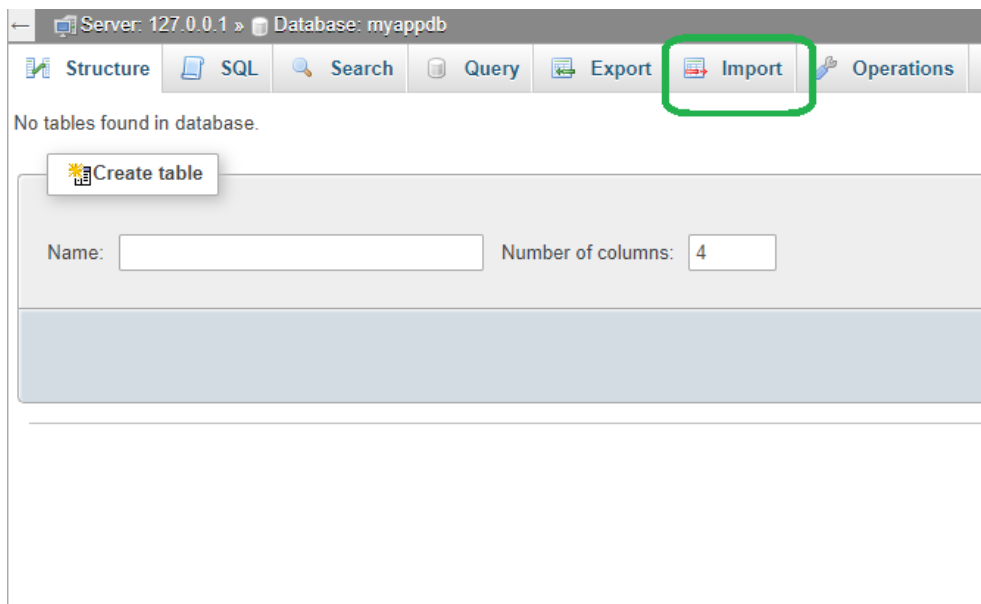 ← Server: 127.0.0.1 » Database: myappdb
Structure SQL Search Query Export Import Operations
No tables found in database.
Create table
Name: Number of columns: 4